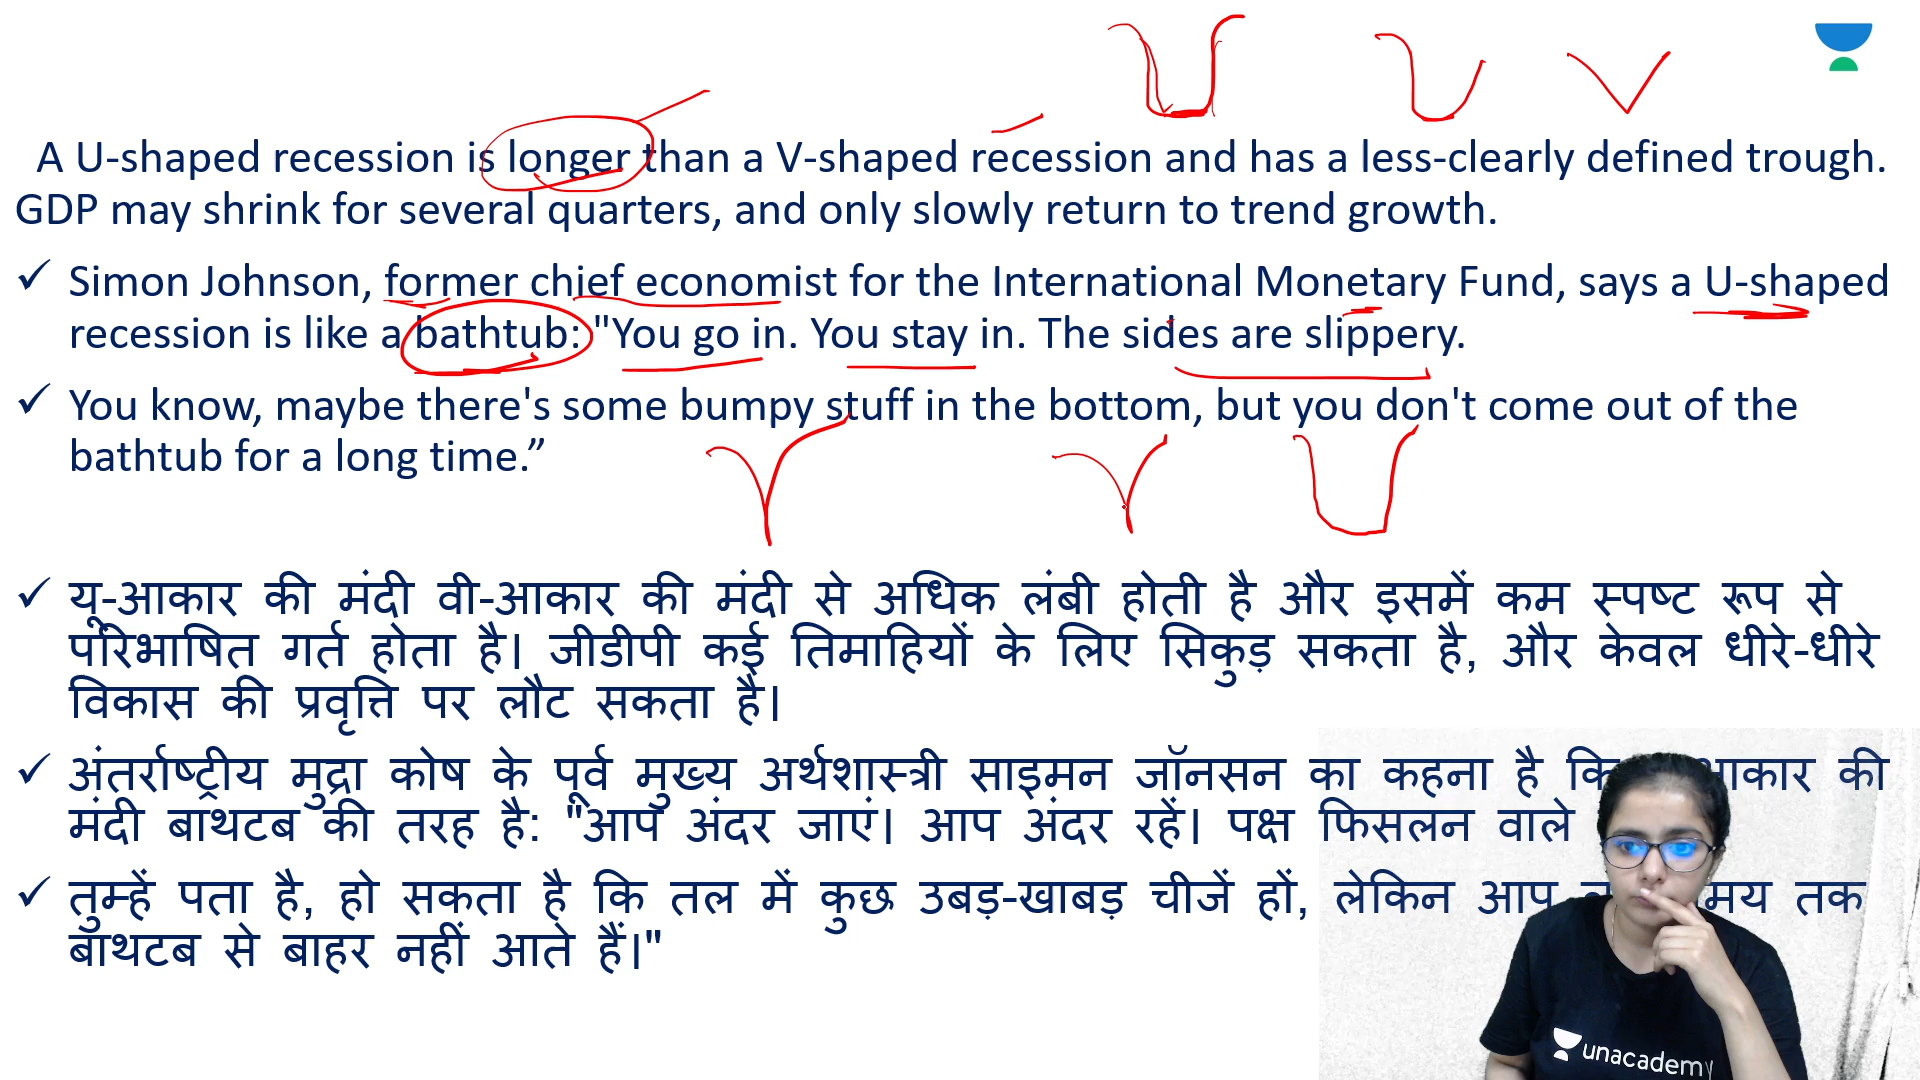 A U-shaped recession is longer than a V-shaped recession and has a less-clearly defined trough.
GDP may shrink for several quarters, and only slowly return to trend growth.
✓ Simon Johnson, former chief economist for the International Monetary Fund, says a U-shaped
recession is like a bathtub: "You go in. You stay in. The sides are slippery.
✓ You know, maybe there's some bumpy stuff in the bottom, but you don't come out of the
bathtub for a long time.”
✓ यू-आकार की मंदी वी-आकार की मंदी से अधिक लंबी होती है और इसमें कम स्पष्ट रूप से
परिभाषित गर्त होता है। जीडीपी कई तिमाहियों के लिए सिकुड़ सकता है, और केवल धीरे-धीरे
विकास की प्रवृत्ति पर लौट सकता है।
✓ अंतर्राष्ट्रीय मुद्रा कोष के पूर्व मुख्य अर्थशास्त्री साइमन जॉनसन का कहना है कि आकार की
मंदी बाथटब की तरह है: "आप अंदर जाएं। आप अंदर रहें। पक्ष फिसलन वाले
✓ तुम्हें पता है, हो सकता है कि तल में कुछ उबड़-खाबड़ चीजें हों, लेकिन आप तक
बाथटब से बाहर नहीं आते हैं।"
unacademy